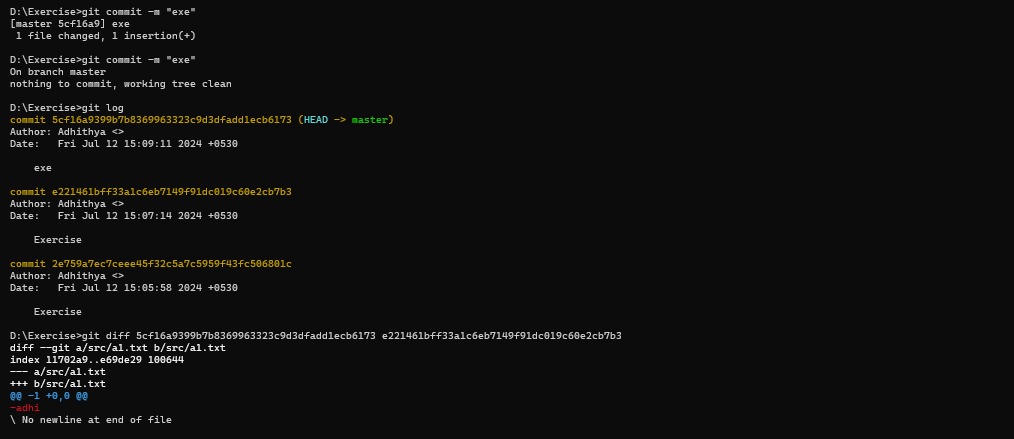 D:\Exercise>git commit -m "exe"
[master 5cf16a9] exe
 1 file changed, 1 insertion(+)

D:\Exercise>git commit -m "exe"
On branch master
nothing to commit, working tree clean

D:\Exercise>git log
commit 5cf16a9399b7b8369963323c9d3dfadd1ecb6173 (HEAD -> master)
Author: Adhithya <>
Date:   Fri Jul 12 15:09:11 2024 +0530

    exe

commit e221461bff33a1c6eb7149f91dc019c60e2cb7b3
Author: Adhithya <>
Date:   Fri Jul 12 15:07:14 2024 +0530

    Exercise

commit 2e759a7ec7ceee45f32c5a7c5959f43fc506801c
Author: Adhithya <>
Date:   Fri Jul 12 15:05:58 2024 +0530

    Exercise

D:\Exercise>git diff 5cf16a9399b7b8369963323c9d3dfadd1ecb6173 e221461bff33a1c6eb7149f91dc019c60e2cb7b3
diff --git a/src/a1.txt b/src/a1.txt
index 11702a9..e69de29 100644
--- a/src/a1.txt
+++ b/src/a1.txt
@@ -1 +0,0 @@
-adhi
\ No newline at end of file